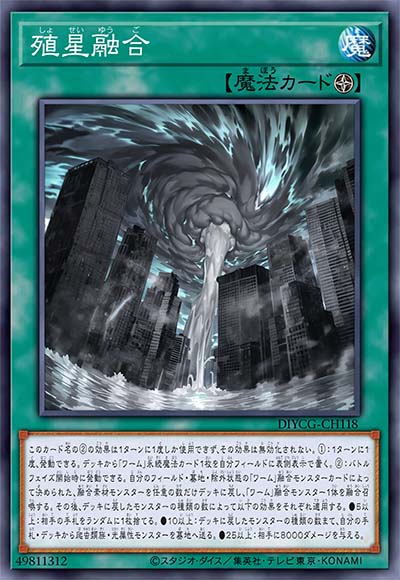 しょ せい ゆう ご
殖星融合
魔
ま ほう
【魔法カード】
DIYCG-CH118
このカード名の②の効果は1ターンに1度しか使用できず、その効果は無効化されない。①：1ターンに1
度、発動できる。デッキから「ワーム」永続魔法カード1枚を自分フィールドに表側表示で置く。②：バトル
フェイズ開始時に発動できる。自分のフィールド・墓地・除外状態の「ワーム」融合モンスターカードによっ
て決められた、融合素材モンスターを任意の数だけデッキに戻し、「ワーム」融合モンスター1体を融合召
喚する。その後、デッキに戻したモンスターの種類の数によって以下の効果をそれぞれ適用する。●5以
上：相手の手札をランダムに1枚捨てる。●10以上：デッキに戻したモンスターの種類の数まで、自分の手
札・デッキから爬虫類族・光属性モンスターを墓地へ送る。●25以上：相手に8000ダメージを与える。
49811312
©スタジオ・ダイス／集英社・テレビ東京・KONAMI